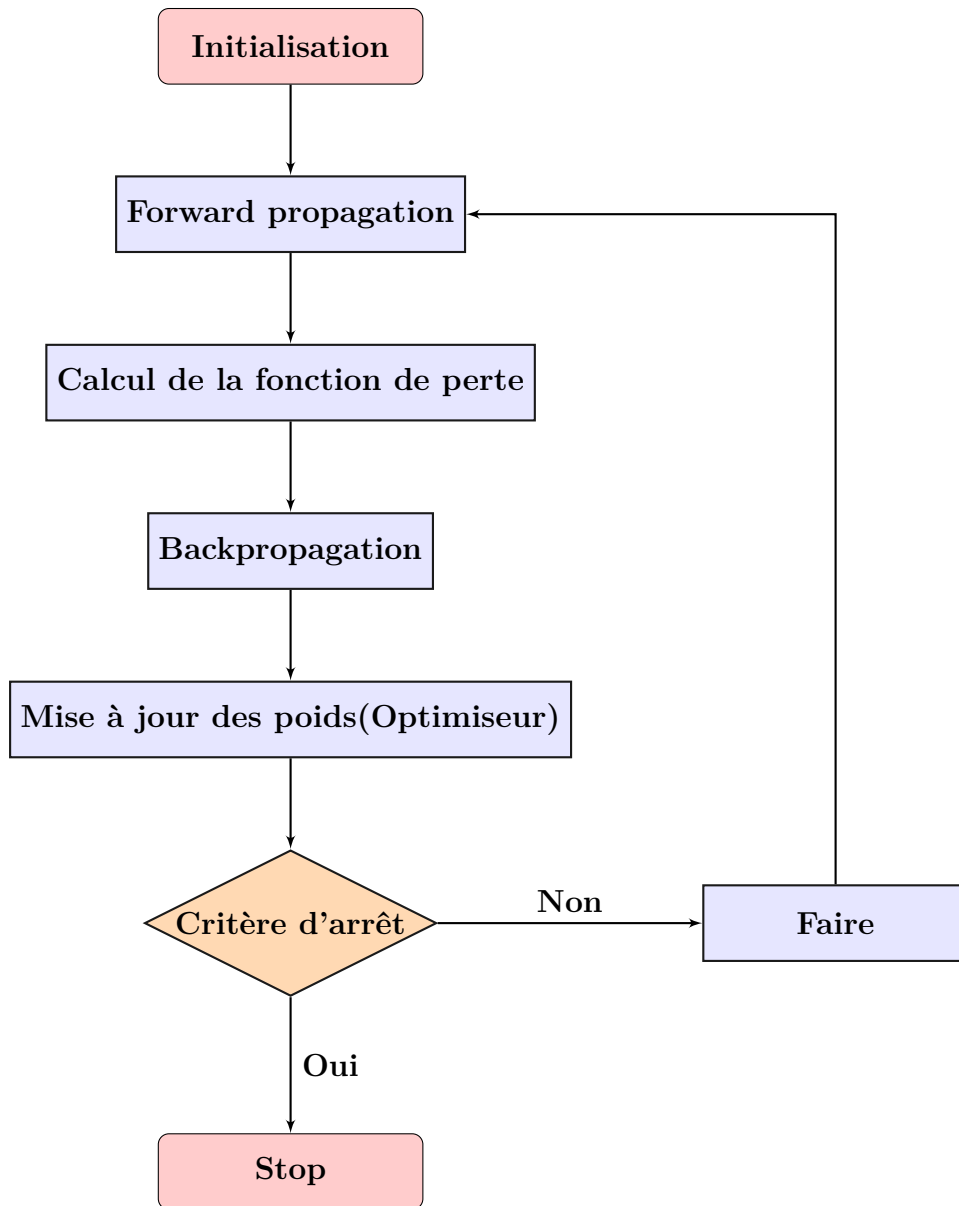 Initialisation
Forward propagation
Calcul de la fonction de perte
Backpropagation
Mise à jour des poids(Optimiseur)
Critère d'arrêt
Non
Faire
Oui
Stop